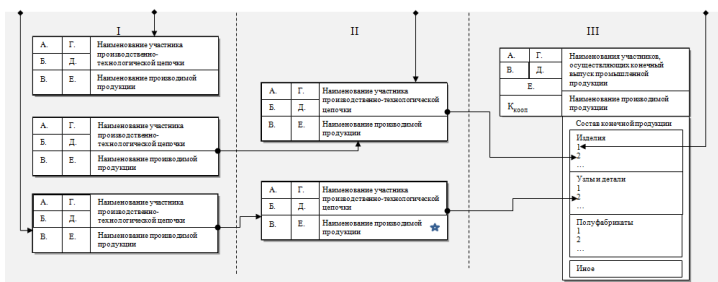 I
II
III
А. Г.
Б. Д.
В. Е.
Наименование участника
производственно-
технологической цепочки
Наименование производимой
продукции
А. Г.
Б. Д.
В. Е.
Наименование участника
производственно-
технологической цепочки
Наименование производимой
продукции
А. Г.
Б. Д.
В. Е.
Наименование участника
производственно-
технологической цепочки
Наименование производимой
продукции
А. Г.
Б. Д.
В. Е.
Наименование участника
производственно-технологической
цепочки
Наименование производимой
продукции
А. Г.
Б. Д.
В. Е.
Наименование участника
производственно-технологической
цепочки
Наименование производимой
продукции
А. Г.
В. Д.
Е.
Ккооп
Наименования участников,
осуществляющих конечный
выпуск промышленной
продукции
Наименование производимой
продукции
Состав конечной продукции
Изделия
1
2
...
Узлы и детали
1
2
...
Полуфабрикаты
1
2
...
Иное